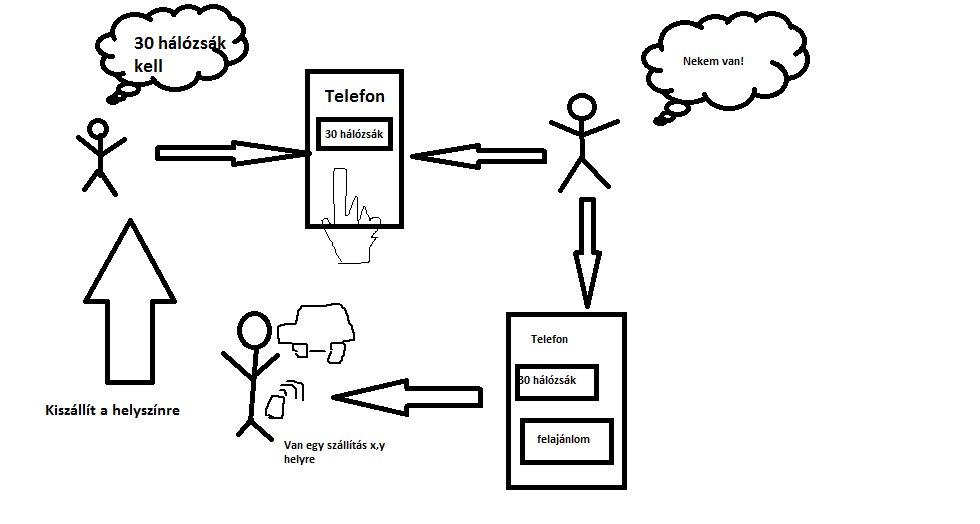 30 hálózsák
kell
Telefon
30 hálózsák
Nekem van!
Telefon
30 hálózsák
felajánlom
Van egy szállítás x,y
helyre
Kiszállít a helyszínre